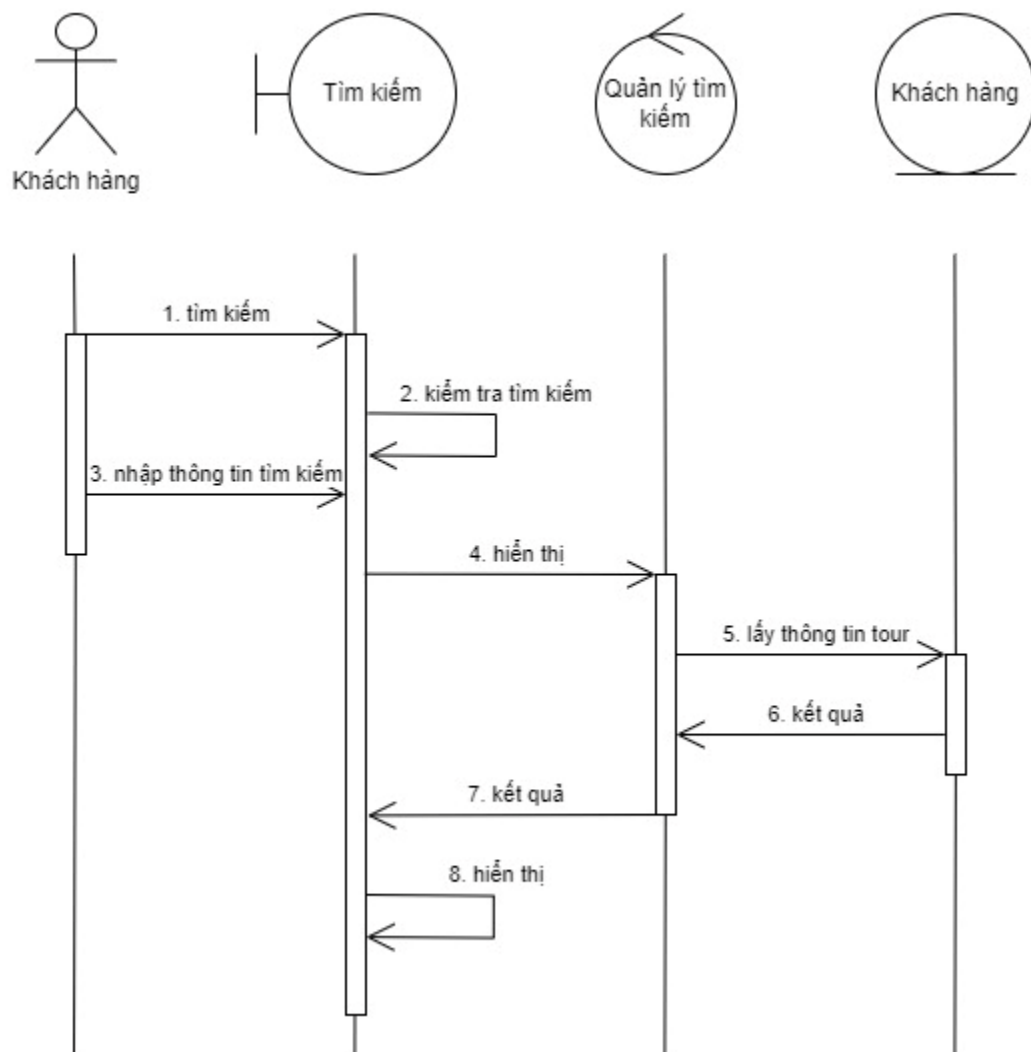 Khách hàng
Tìm kiếm
Quản lý tìm
kiếm
Khách hàng
1. tìm kiếm
2. kiểm tra tìm kiếm
3. nhập thông tin tìm kiếm
4. hiển thị
5. lấy thông tin tour
6. kết quả
7. kết quả
8. hiển thị